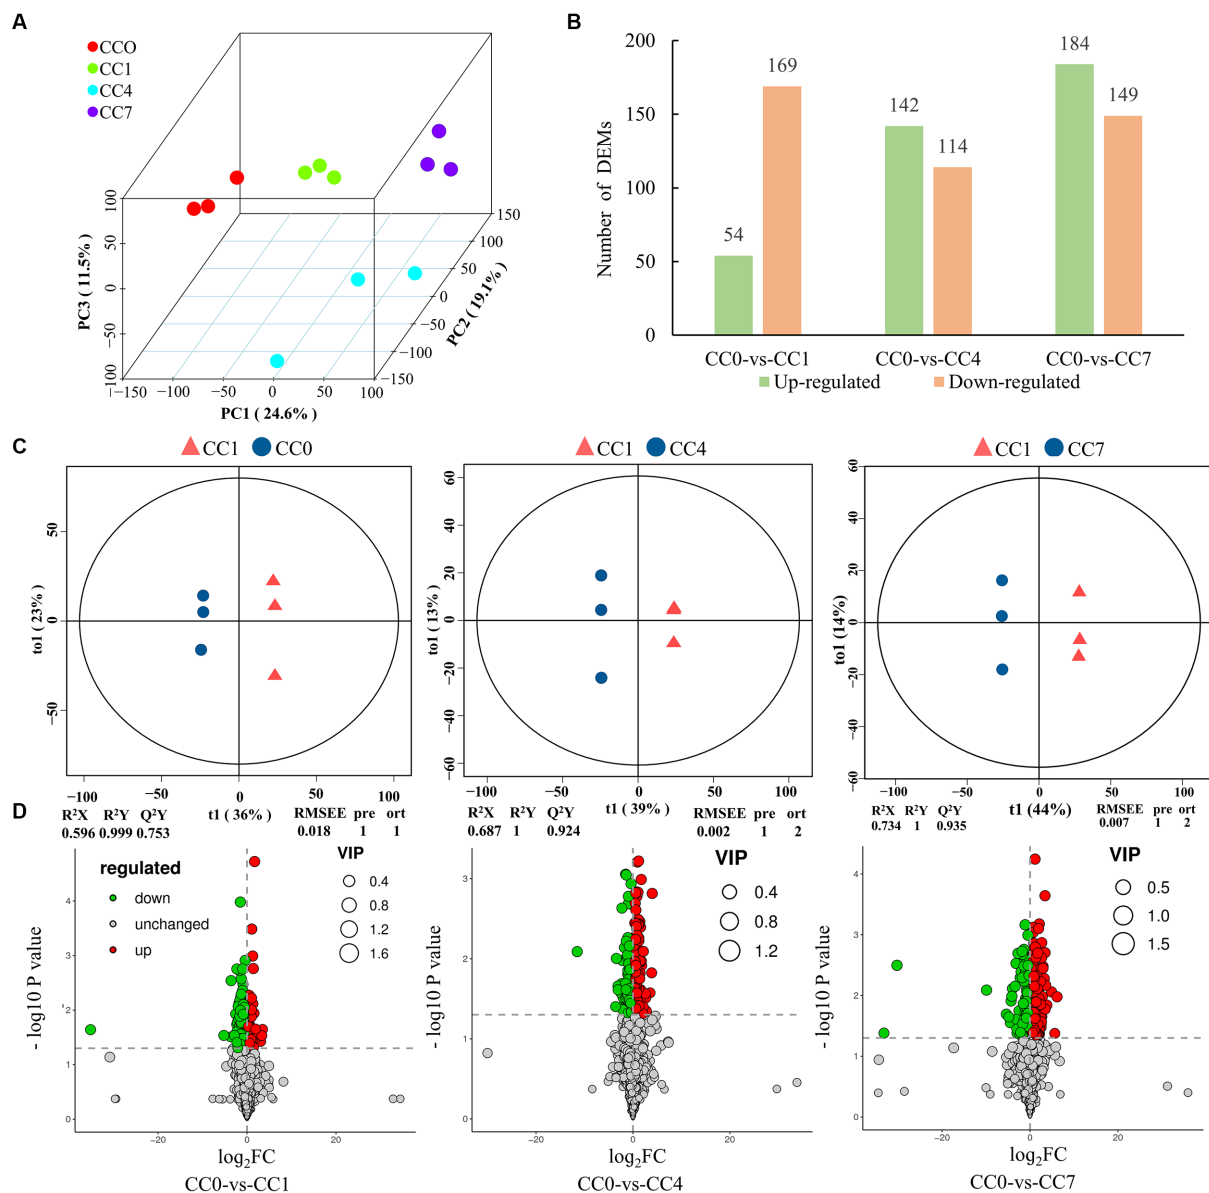 A
CCO
CC1
CC4
CC7
100
50
0
−50
−100
PC3 ( 11.5% )
−150
−50
0
50
100
PC1 ( 24.6% )
150
100
50
0
−50
−100
−150
PC2 ( 19.1% )
B
200
150
100
50
0
Number of DEMs
54
169
142
114
184
149
CC0-vs-CC1
CC0-vs-CC4
CC0-vs-CC7
Up-regulated
Down-regulated
C
CC1
CC0
50
0
−50
to1 ( 23% )
−100
−50
0
50
100
t1 ( 36% )
R²X R²Y Q²Y
0.596 0.999 0.753
RMSEE pre ort
0.018 1 1
CC1
CC4
60
40
20
0
−20
−40
−60
to1 ( 13% )
−100
−50
0
50
100
t1 ( 39% )
R²X R²Y Q²Y
0.687 1 0.924
RMSEE pre ort
0.002 1 2
CC1
CC7
60
40
20
0
−20
−40
−60
to1 (14%)
−100
−50
0
50
100
t1 (44%)
R²X R²Y Q²Y
0.734 1 0.935
RMSEE pre ort
0.007 1 2
D
regulated
down
unchanged
up
VIP
0.4
0.8
1.2
1.6
4
3
2
1
0
- log10 P value
−20
0
20
log₂FC
CC0-vs-CC1
VIP
0.4
0.8
1.2
3
2
1
0
- log10 P value
−20
0
20
log₂FC
CC0-vs-CC4
VIP
0.5
1.0
1.5
4
3
2
1
0
- log10 P value
−20
0
20
log₂FC
CC0-vs-CC7